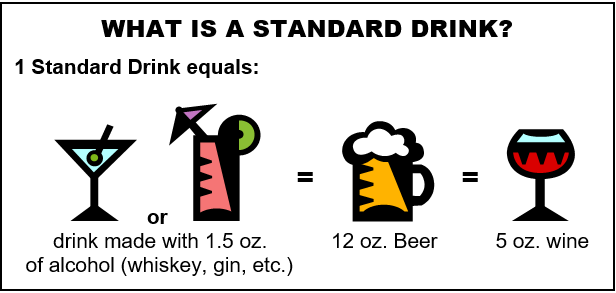 WHAT IS A STANDARD DRINK?
1 Standard Drink equals:
or
=
=
drink made with 1.5 oz.
of alcohol (whiskey, gin, etc.)
12 oz. Beer
5 oz. wine